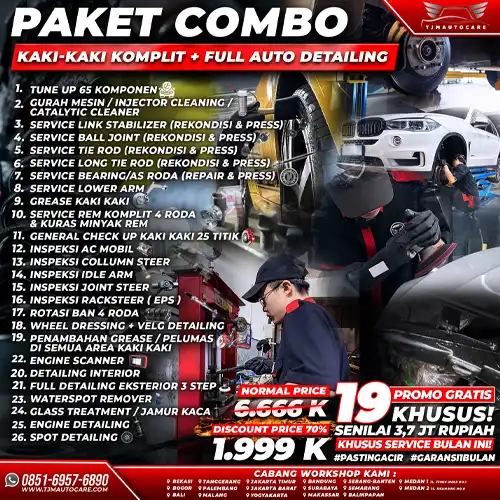 PAKET COMBO
TJMAUTOCARE
KAKI-KAKI KOMPLIT + FULL AUTO DETAILING
1. TUNE UP 65 KOMPONEN
2. GURAH MESIN / INJECTOR CLEANING /
CATALYTIC CLEANER
3. SERVICE LINK STABILIZER (REKONDISI & PRESS)
4. SERVICE BALL JOINT (REKONDISI & PRESS)
5. SERVICE TIE ROD (REKONDISI & PRESS)
6. SERVICE LONG TIE ROD (REKONDISI & PRESS)
7. SERVICE BEARING/AS RODA (REPAIR & PRESS)
8. SERVICE LOWER ARM
9. GREASE KAKI KAKI
10. SERVICE REM KOMPLIT 4 RODA
& KURAS MINYAK REM
11. GENERAL CHECK UP KAKI KAKI 25 TITIK
12. INSPEKSI AC MOBIL
13. INSPEKSI COLLUMN STEER
14. INSPEKSI IDLE ARM
15. INSPEKSI JOINT STEER
16. INSPEKSI RACKSTEER ( EPS )
17. ROTASI BAN 4 RODA
18. WHEEL DRESSING + VELG DETAILING
19. PENAMBAHAN GREASE / PELUMAS
DI SEMUA AREA KAKI KAKI
22. ENGINE SCANNER
20. DETAILING INTERIOR
21. FULL DETAILING EKSTERIOR 3 STEP
23. WATERSPOT REMOVER
24. GLASS TREATMENT / JAMUR KACA
25. ENGINE DETAILING
26. SPOT DETAILING
NORMAL PRICE
6.666 K
DISCOUNT PRICE 70%
1.999 K
19 PROMO GRATIS
KHUSUS!
SENILAI 3,7 JT RUPIAH
KHUSUS SERVICE BULAN INI!
#PASTINGACIR #GARANSI1BULAN
0851-6957-6890
WWW.TJMAUTOCARE.COM
CABANG WORKSHOP KAMI :
BEKASI TANGGERANG JAKARTA TIMUR BANDUNG SERANG-BANTEN MEDAN 1
BOGOR PALEMBANG JAKARTA BARAT SURABAYA SEMARANG MEDAN 2
BALI MALANG YOGYAKARTA MAKASSAR BALIKPAPAN